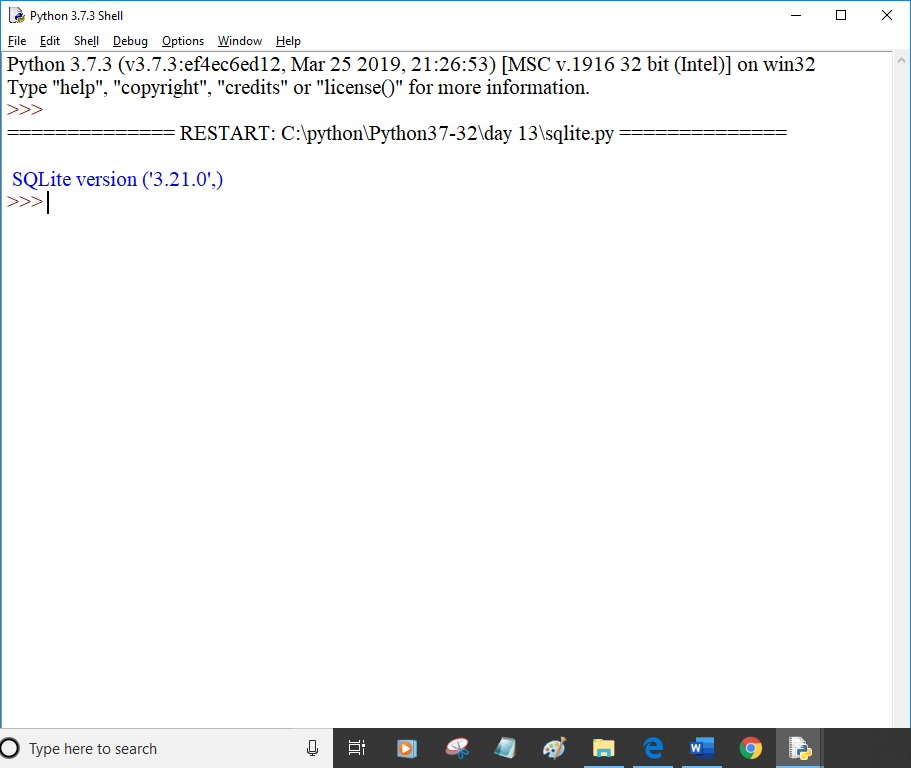 Python 3.7.3 Shell
File Edit Shell Debug Options Window Help
Python 3.7.3 (v3.7.3:ef4ec6ed12, Mar 25 2019, 21:26:53) [MSC v.1916 32 bit (Intel)] on win32
Type "help", "copyright", "credits" or "license()" for more information.
>>>
============== RESTART: C:\python\Python37-32\day 13\sqlite.py ==============
SQLite version ('3.21.0',)
>>>
Type here to search